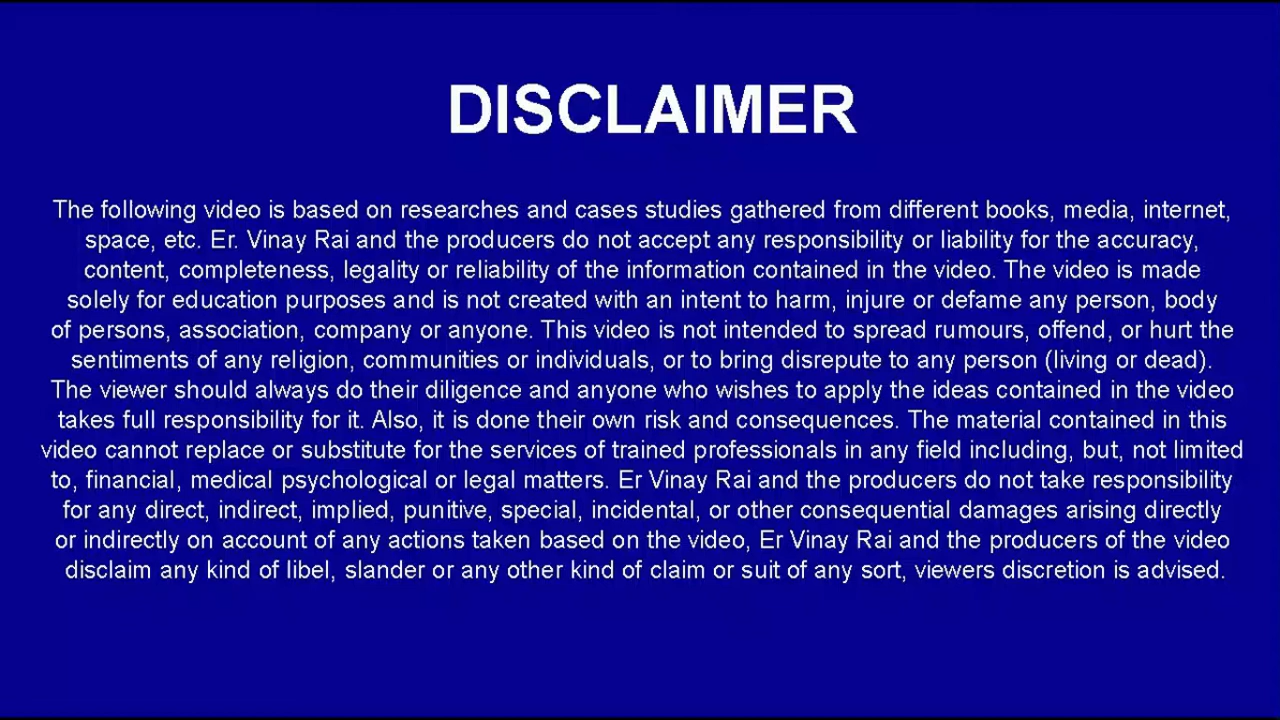 DISCLAIMER
The following video is based on researches and cases studies gathered from different books, media, internet,
space, etc. Er. Vinay Rai and the producers do not accept any responsibility or liability for the accuracy,
content, completeness, legality or reliability of the information contained in the video. The video is made
solely for education purposes and is not created with an intent to harm, injure or defame any person, body
of persons, association, company or anyone. This video is not intended to spread rumours, offend, or hurt the
sentiments of any religion, communities or individuals, or to bring disrepute to any person (living or dead).
The viewer should always do their diligence and anyone who wishes to apply the ideas contained in the video
takes full responsibility for it. Also, it is done their own risk and consequences. The material contained in this
video cannot replace or substitute for the services of trained professionals in any field including, but, not limited
to, financial, medical psychological or legal matters. Er Vinay Rai and the producers do not take responsibility
for any direct, indirect, implied, punitive, special, incidental, or other consequential damages arising directly
or indirectly on account of any actions taken based on the video, Er Vinay Rai and the producers of the video
disclaim any kind of libel, slander or any other kind of claim or suit of any sort, viewers discretion is advised.